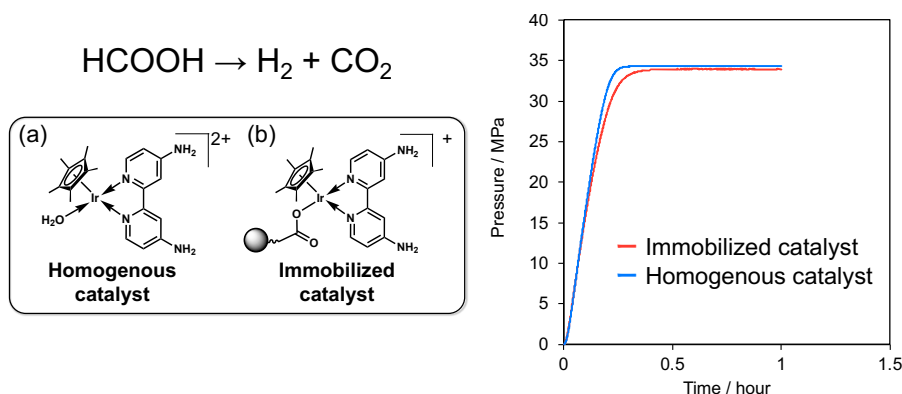 HCOOH → H₂ + CO₂
(a)
2+
NH₂
N
Ir
H₂O
N
NH₂
Homogenous
catalyst
(b)
+
NH₂
N
Ir
O
N
O
NH₂
Immobilized
catalyst
Pressure / MPa
40
35
30
25
20
15
10
5
0
Immobilized catalyst
Homogenous catalyst
0
0.5
1
1.5
Time / hour